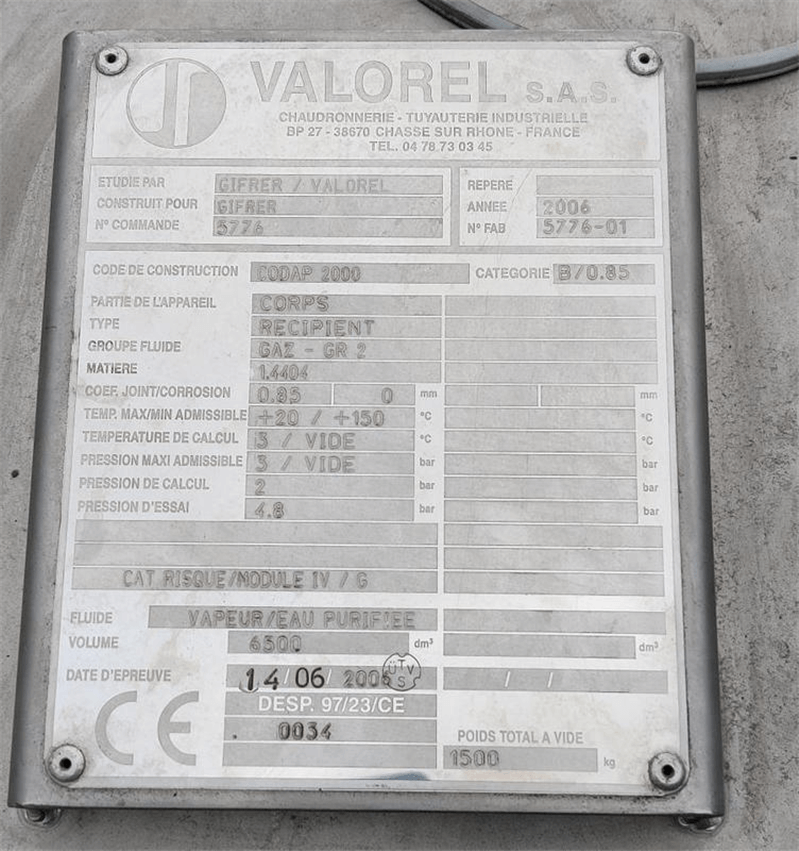 VALOREL S.A.S.
CHAUDRONNERIE - TUYAUTERIE INDUSTRIELLE
BP 27 - 38670 CHASSE SUR RHONE - FRANCE
TEL. 04 78 73 03 45
ETUDIE PAR GIFRER / VALOREL
CONSTRUIT POUR GIFRER
N° COMMANDE 5776
REPERE
ANNEE 2006
N° FAB 5776-01
CODE DE CONSTRUCTION CODAP 2000 CATEGORIE B/0.85
PARTIE DE L'APPAREIL CORPS
TYPE RECIPIENT
GROUPE FLUIDE GAZ - GR 2
MATIERE 1.4404
COEF. JOINT/CORROSION 0.85 0 mm mm
TEMP. MAX/MIN ADMISSIBLE +20 / +150 °C °C
TEMPERATURE DE CALCUL 3 / VIDE °C °C
PRESSION MAXI ADMISSIBLE 3 / VIDE bar bar
PRESSION DE CALCUL 2 bar bar
PRESSION D'ESSAI 4.8 bar bar
CAT RISQUE/MODULE IV / G
FLUIDE VAPEUR/EAU PURIFIEE
VOLUME 6500 dm³ dm³
DATE D'EPREUVE 14/06/2006 / /
CE DESP. 97/23/CE
0034
POIDS TOTAL A VIDE
1500 kg